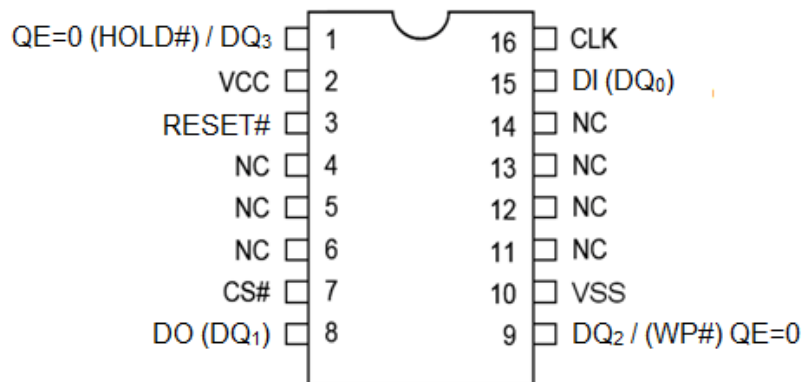 QE=0 (HOLD#) / DQ₃ 1 16 CLK
VCC 2 15 DI (DQ₀)
RESET# 3 14 NC
NC 4 13 NC
NC 5 12 NC
NC 6 11 NC
CS# 7 10 VSS
DO (DQ₁) 8 9 DQ₂ / (WP#) QE=0